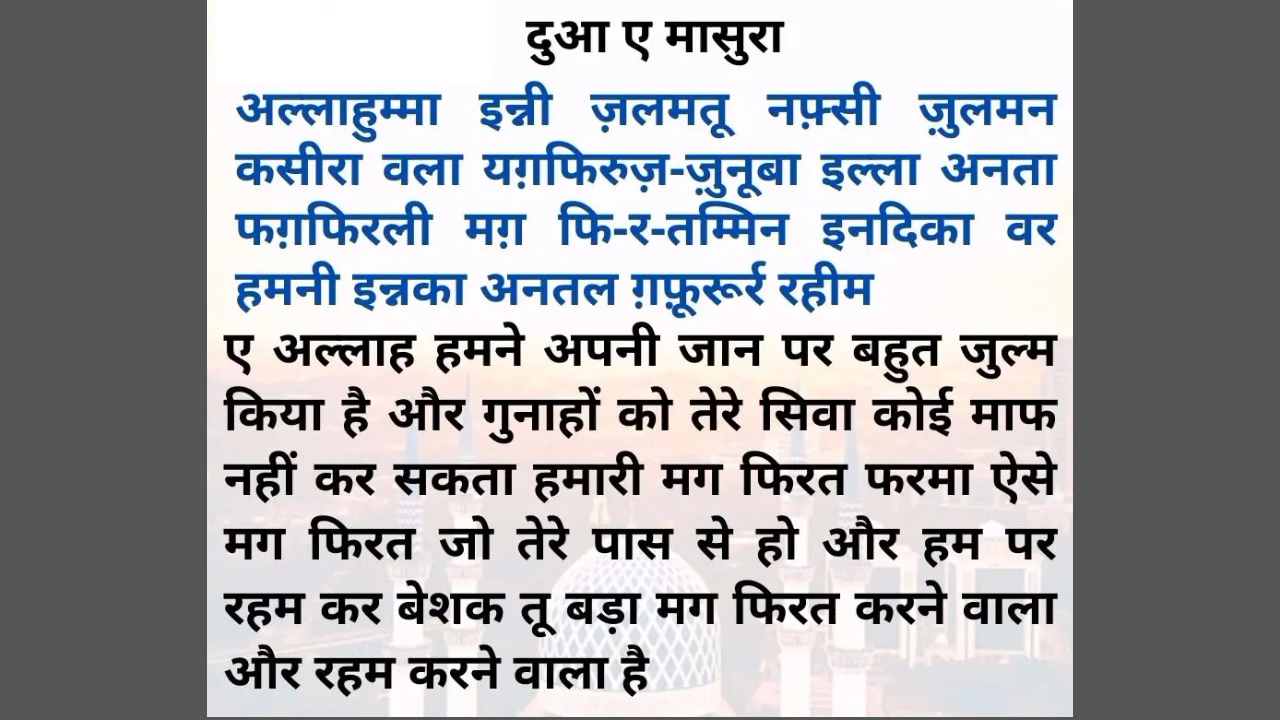 दुआ ए मासुरा
अल्लाहुम्मा इन्नी ज़लमतू नफ़्सी ज़ुलमन
कसीरा वला यग़फिरुज़-ज़ुनूबा इल्ला अनता
फग़फिरली मग़ फि-र-तम्मिन इनदिका वर
हमनी इन्नका अनतल ग़फ़ूरूर्र रहीम
ए अल्लाह हमने अपनी जान पर बहुत जुल्म
किया है और गुनाहों को तेरे सिवा कोई माफ
नहीं कर सकता हमारी मग फिरत फरमा ऐसे
मग फिरत जो तेरे पास से हो और हम पर
रहम कर बेशक तू बड़ा मग फिरत करने वाला
और रहम करने वाला है